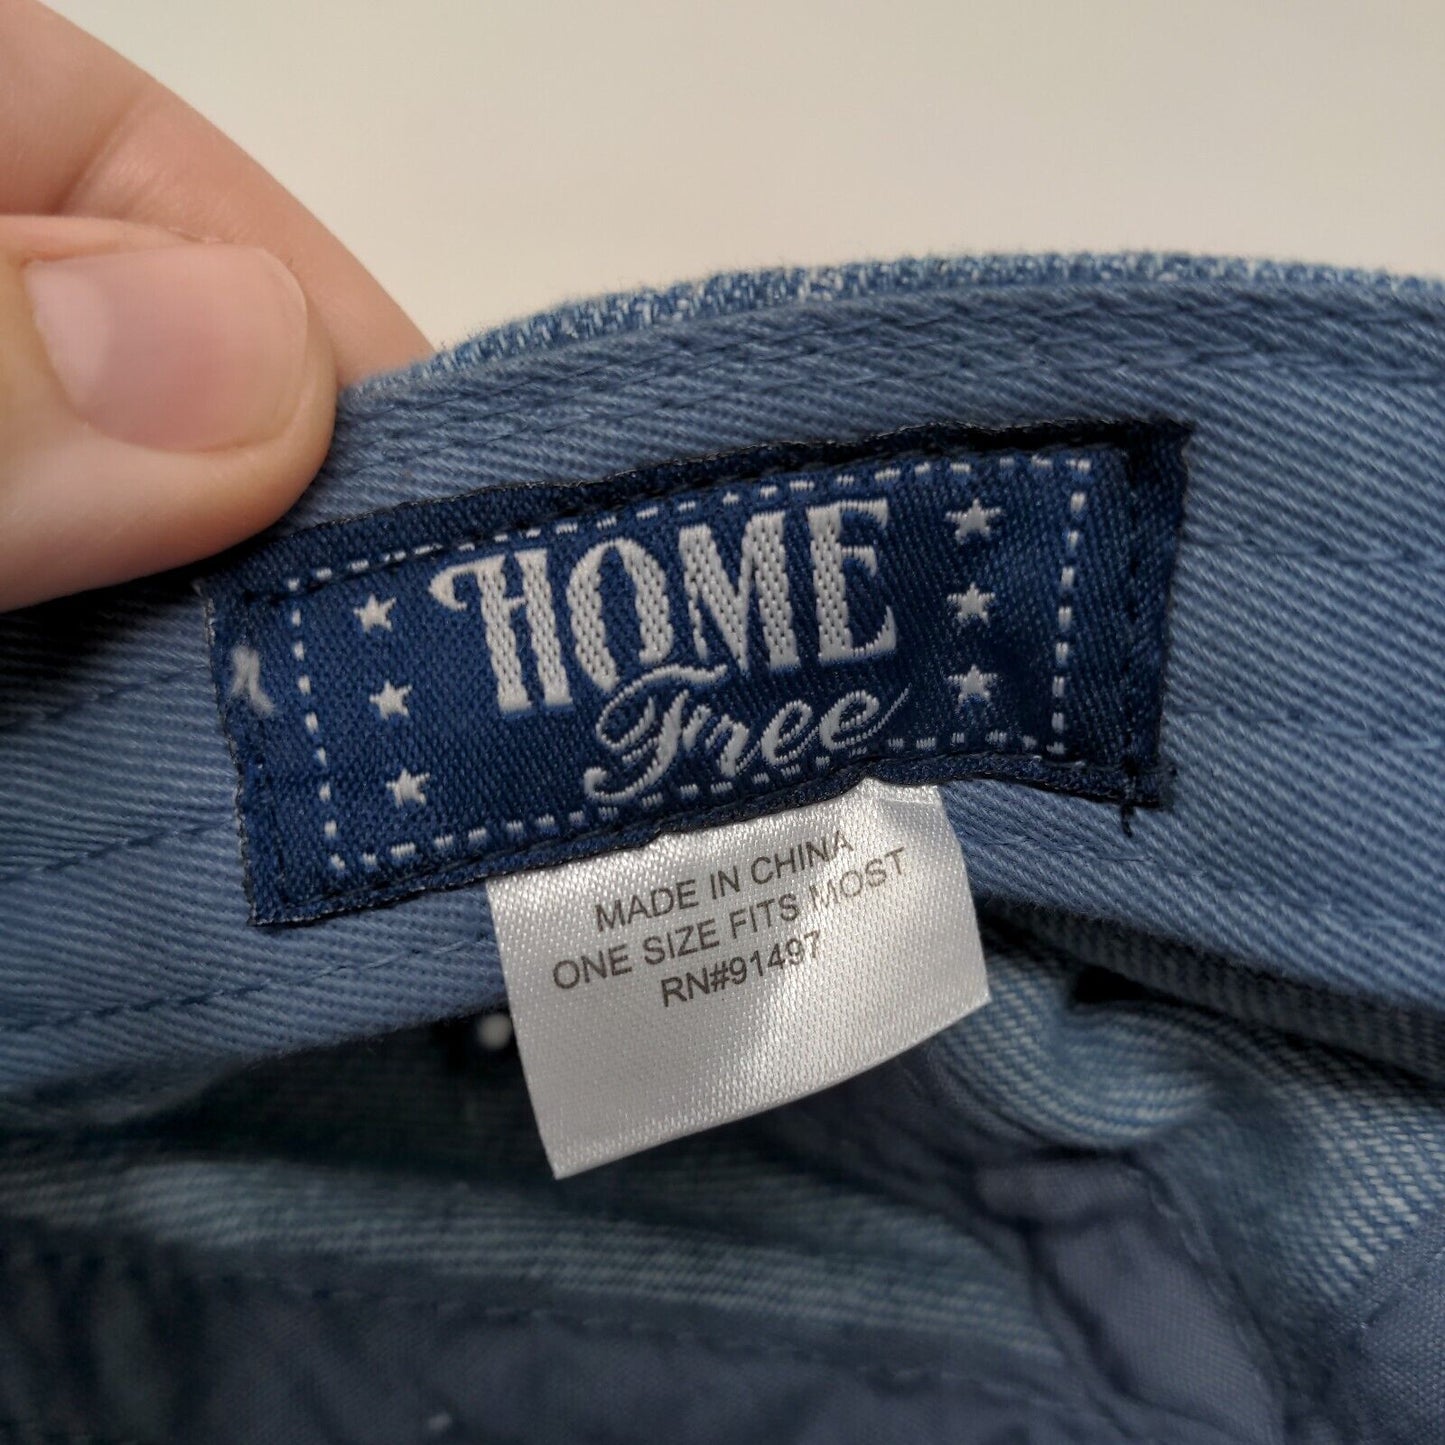 HOME
Free
MADE IN CHINA
ONE SIZE FITS MOST
RN#91497